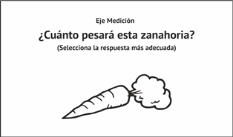 Eje Medición
¿Cuánto pesará esta zanahoria?
(Selecciona la respuesta más adecuada)